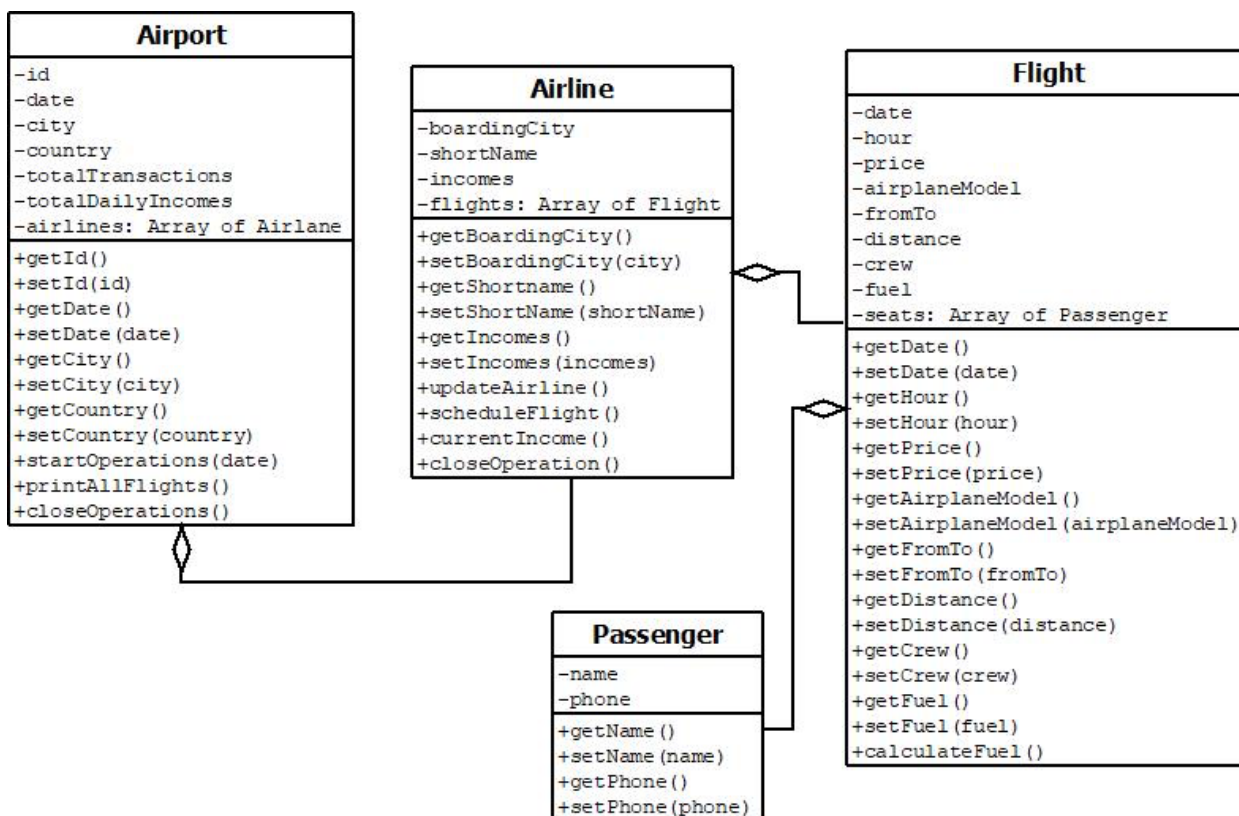 Airport
-id
-date
-city
-country
-totalTransactions
-totalDailyIncomes
-airlines: Array of Airlane
+getId()
+setId(id)
+getDate()
+setDate(date)
+getCity()
+setCity(city)
+getCountry()
+setCountry(country)
+startOperations(date)
+printAllFlights()
+closeOperations()
Airline
-boardingCity
-shortName
-incomes
-flights: Array of Flight
+getBoardingCity()
+setBoardingCity(city)
+getShortname()
+setShortName(shortName)
+getIncomes()
+setIncomes(incomes)
+updateAirline()
+scheduleFlight()
+currentIncome()
+closeOperation()
Flight
-date
-hour
-price
-airplaneModel
-fromTo
-distance
-crew
-fuel
-seats: Array of Passenger
+getDate()
+setDate(date)
+getHour()
+setHour(hour)
+getPrice()
+setPrice(price)
+getAirplaneModel()
+setAirplaneModel(airplaneModel)
+getFromTo()
+setFromTo(fromTo)
+getDistance()
+setDistance(distance)
+getCrew()
+setCrew(crew)
+getFuel()
+setFuel(fuel)
+calculateFuel()
Passenger
-name
-phone
+getName()
+setName(name)
+getPhone()
+setPhone(phone)